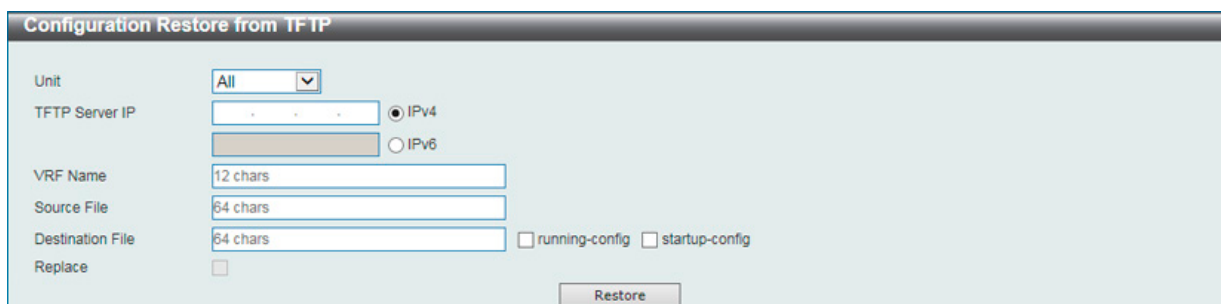 Configuration Restore from TFTP
Unit All
TFTP Server IP . . . IPv4
IPv6
VRF Name 12 chars
Source File 64 chars
Destination File 64 chars running-config startup-config
Replace
Restore